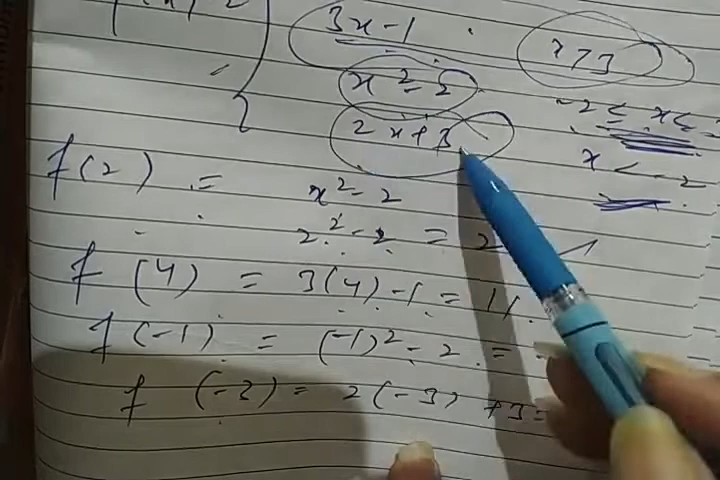 3x-1 x>3
x²-2 -2 ≤ x ≤
2x+3 x < -2
f(2) = x²-2
2²-2 = 2
f(4) = 3(4)-1 = 11
f(-1) = (-1)²-2 =
f(-3) = 2(-3)+3=